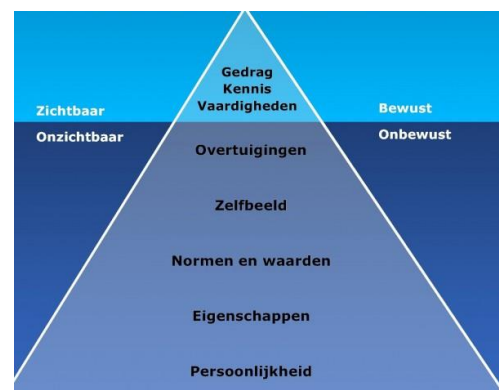 Gedrag
Kennis
Vaardigheden
Zichtbaar
Bewust
Onzichtbaar
Onbewust
Overtuigingen
Zelfbeeld
Normen en waarden
Eigenschappen
Persoonlijkheid